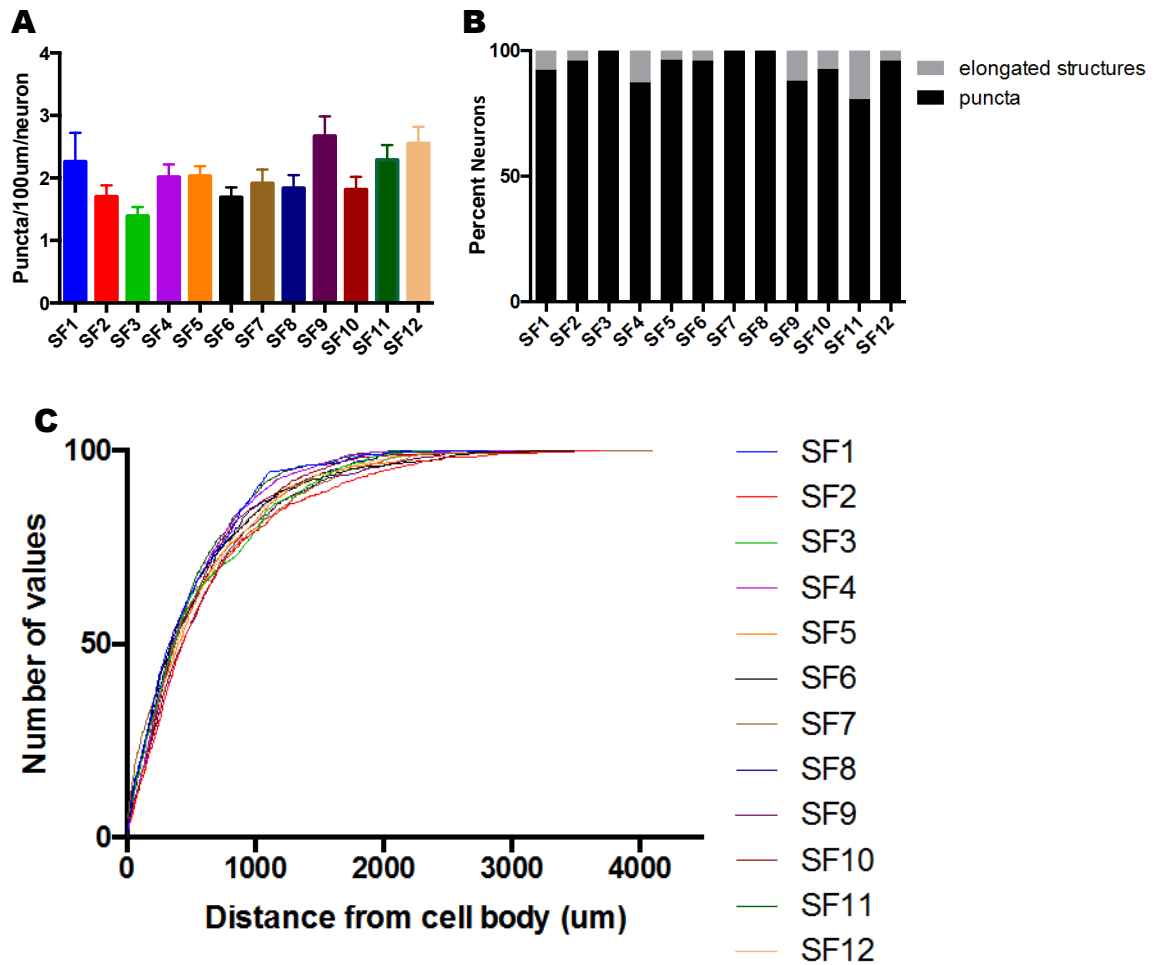 A
Puncta/100um/neuron
4
3
2
1
0
SF1 SF2 SF3 SF4 SF5 SF6 SF7 SF8 SF9 SF10 SF11 SF12
B
Percent Neurons
100
50
0
SF1 SF2 SF3 SF4 SF5 SF6 SF7 SF8 SF9 SF10 SF11 SF12
elongated structures
puncta
C
Number of values
100
50
0
0 1000 2000 3000 4000
Distance from cell body (um)
SF1
SF2
SF3
SF4
SF5
SF6
SF7
SF8
SF9
SF10
SF11
SF12